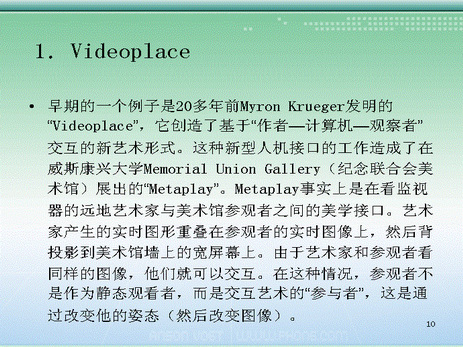 1. Videoplace
• 早期的一个例子是20多年前Myron Krueger发明的
“Videoplace”，它创造了基于“作者—计算机—观察者”
交互的新艺术形式。这种新型人机接口的工作造成了在
威斯康兴大学Memorial Union Gallery（纪念联合会美
术馆）展出的“Metaplay”。Metaplay事实上是在看监视
器的远地艺术家与美术馆参观者之间的美学接口。艺术
家产生的实时图形重叠在参观者的实时图像上，然后背
投影到美术馆墙上的宽屏幕上。由于艺术家和参观者看
同样的图像，他们就可以交互。在这种情况，参观者不
是作为静态观看者，而是交互艺术的“参与者”，这是通
过改变他的姿态（然后改变图像）。
10